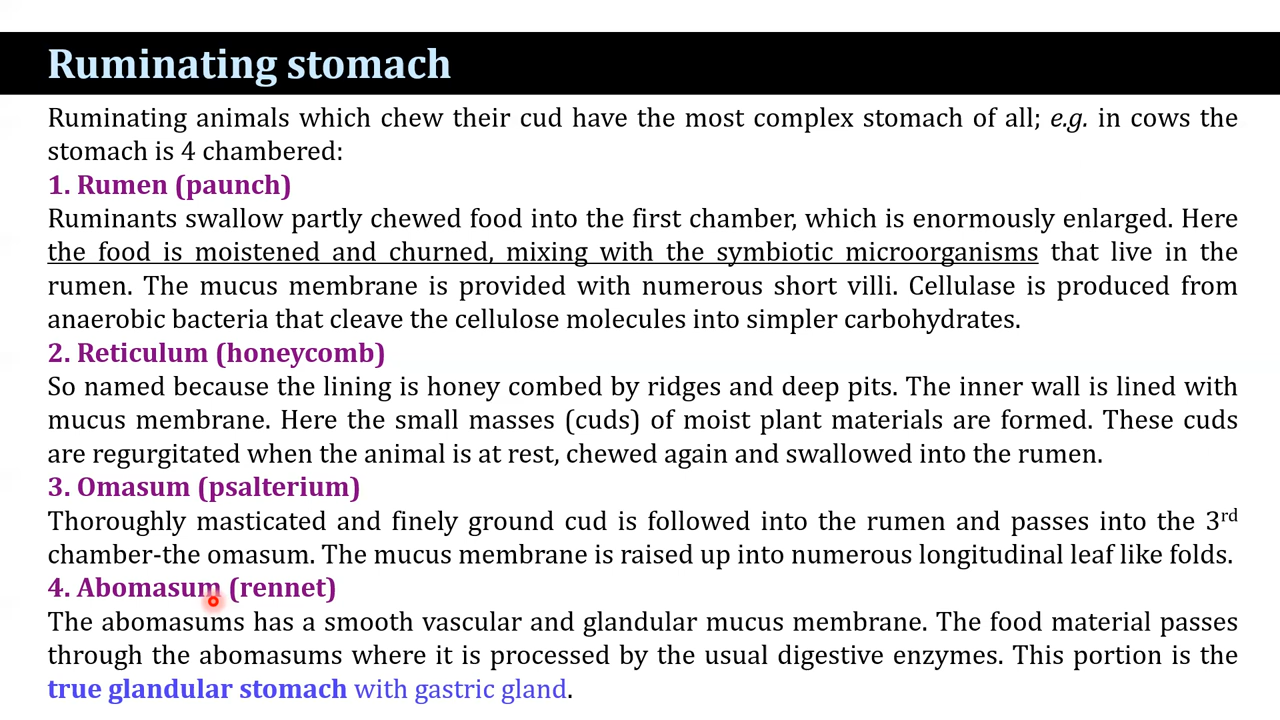 Ruminating stomach
Ruminating animals which chew their cud have the most complex stomach of all; e.g. in cows the
stomach is 4 chambered:
1. Rumen (paunch)
Ruminants swallow partly chewed food into the first chamber, which is enormously enlarged. Here
the food is moistened and churned, mixing with the symbiotic microorganisms that live in the
rumen. The mucus membrane is provided with numerous short villi. Cellulase is produced from
anaerobic bacteria that cleave the cellulose molecules into simpler carbohydrates.
2. Reticulum (honeycomb)
So named because the lining is honey combed by ridges and deep pits. The inner wall is lined with
mucus membrane. Here the small masses (cuds) of moist plant materials are formed. These cuds
are regurgitated when the animal is at rest, chewed again and swallowed into the rumen.
3. Omasum (psalterium)
Thoroughly masticated and finely ground cud is followed into the rumen and passes into the 3rd
chamber-the omasum. The mucus membrane is raised up into numerous longitudinal leaf like folds.
4. Abomasum (rennet)
The abomasums has a smooth vascular and glandular mucus membrane. The food material passes
through the abomasums where it is processed by the usual digestive enzymes. This portion is the
true glandular stomach with gastric gland.